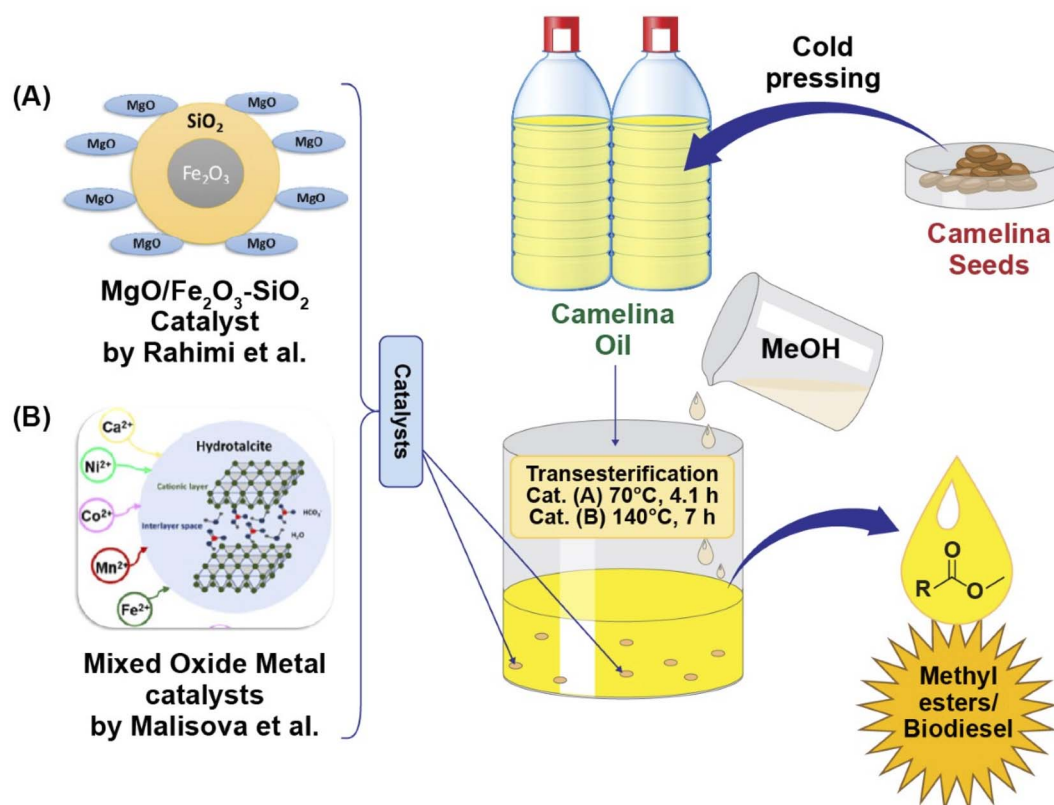 (A)
MgO
MgO
MgO
MgO
MgO
MgO
MgO
MgO
SiO₂
Fe₂O₃
MgO/Fe₂O₃-SiO₂
Catalyst
by Rahimi et al.
(B)
Ca²⁺
Ni²⁺
Co²⁺
Mn²⁺
Fe²⁺
Hydrotalcite
Cationic layer
Interlayer space
HCO₃⁻
H₂O
Mixed Oxide Metal
catalysts
by Malisova et al.
Catalysts
Cold
pressing
Camelina
Seeds
Camelina
Oil
MeOH
Transesterification
Cat. (A) 70°C, 4.1 h
Cat. (B) 140°C, 7 h
O
R
O
Methyl
esters/
Biodiesel